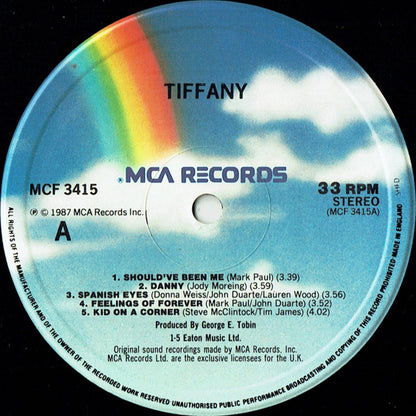 TIFFANY
MCA RECORDS
MCF 3415
33 RPM
STEREO
(MCF 3415A)
℗ © 1987 MCA Records Inc.
A
1. SHOULD'VE BEEN ME (Mark Paul) (3.39)
2. DANNY (Jody Moreing) (3.59)
3. SPANISH EYES (Donna Weiss/John Duarte/Lauren Wood) (3.56)
4. FEELINGS OF FOREVER (Mark Paul/John Duarte) (3.52)
5. KID ON A CORNER (Steve McClintock/Tim James) (4.02)
Produced by George E. Tobin
1-5 Eaton Music Ltd.
Original sound recordings made by MCA Records, Inc.
MCA Records Ltd. are the exclusive licensees for the U.K.
ALL RIGHTS OF THE MANUFACTURER AND OF THE OWNER OF THE RECORDED WORK RESERVED UNAUTHORISED PUBLIC PERFORMANCE BROADCASTING AND COPYING OF THIS RECORD PROHIBITED MADE IN ENGLAND